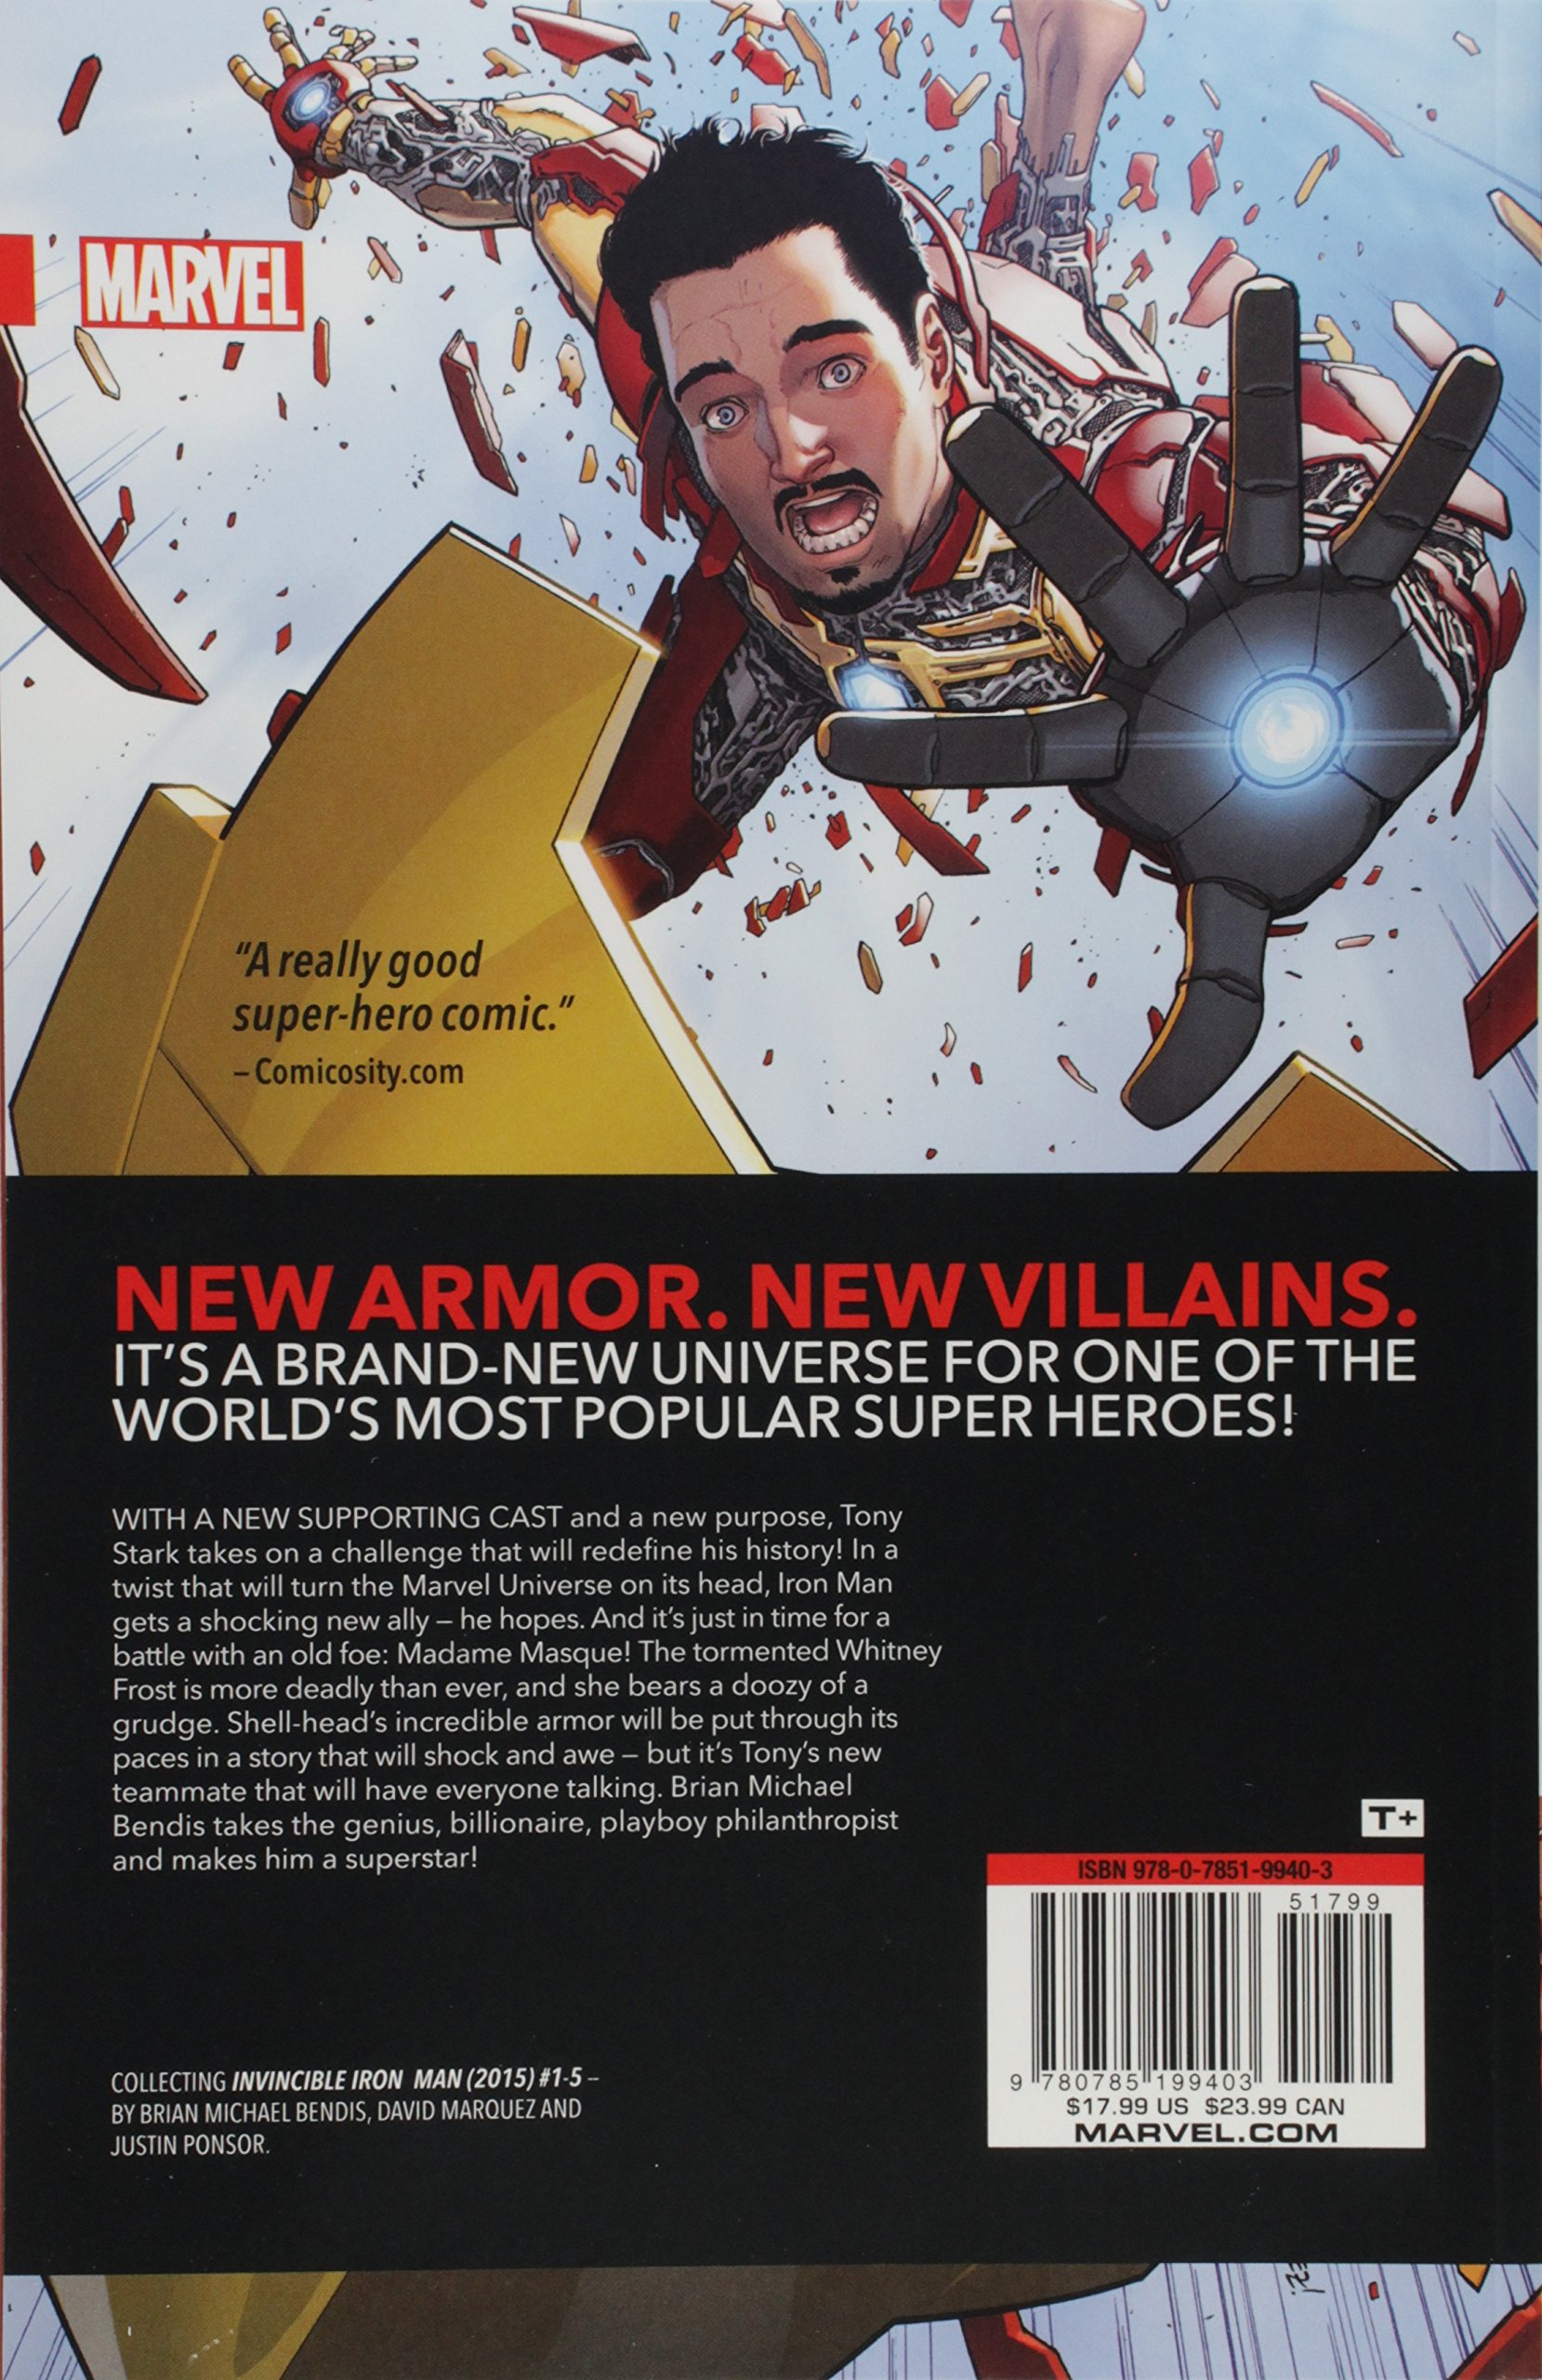 MARVEL
“A really good
super-hero comic.”
– Comicosity.com
NEW ARMOR. NEW VILLAINS.
IT'S A BRAND-NEW UNIVERSE FOR ONE OF THE
WORLD'S MOST POPULAR SUPER HEROES!
WITH A NEW SUPPORTING CAST and a new purpose, Tony
Stark takes on a challenge that will redefine his history! In a
twist that will turn the Marvel Universe on its head, Iron Man
gets a shocking new ally – he hopes. And it's just in time for a
battle with an old foe: Madame Masque! The tormented Whitney
Frost is more deadly than ever, and she bears a doozy of a
grudge. Shell-head's incredible armor will be put through its
paces in a story that will shock and awe – but it's Tony's new
teammate that will have everyone talking. Brian Michael
Bendis takes the genius, billionaire, playboy philanthropist
and makes him a superstar!
T+
ISBN 978-0-7851-9940-3
51799
9 780785 199403
$17.99 US $23.99 CAN
MARVEL.COM
COLLECTING INVINCIBLE IRON MAN (2015) #1-5 –
BY BRIAN MICHAEL BENDIS, DAVID MARQUEZ AND
JUSTIN PONSOR.